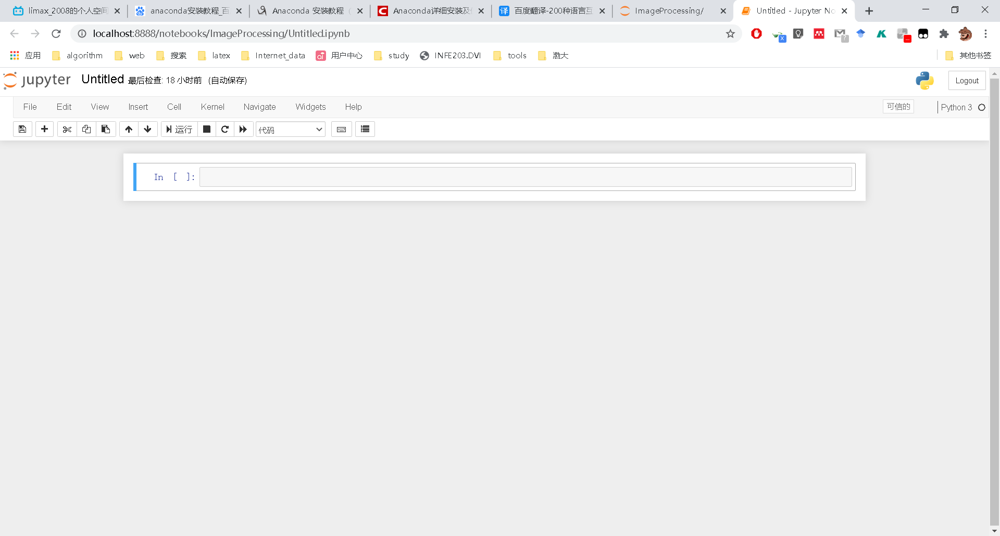 limax_2008的个人空间
anaconda安装教程_百
Anaconda 安装教程
Anaconda详细安装及
百度翻译-200种语言互
ImageProcessing/
Untitled - Jupyter No
localhost:8888/notebooks/ImageProcessing/Untitled.ipynb
应用 algorithm web 搜索 latex Internet_data 用户中心 study INFE203.DVI tools 渤大 其他书签
jupyter Untitled 最后检查: 18 小时前 (自动保存) Logout
File Edit View Insert Cell Kernel Navigate Widgets Help 可信的 Python 3
运行 代码
In [ ]: